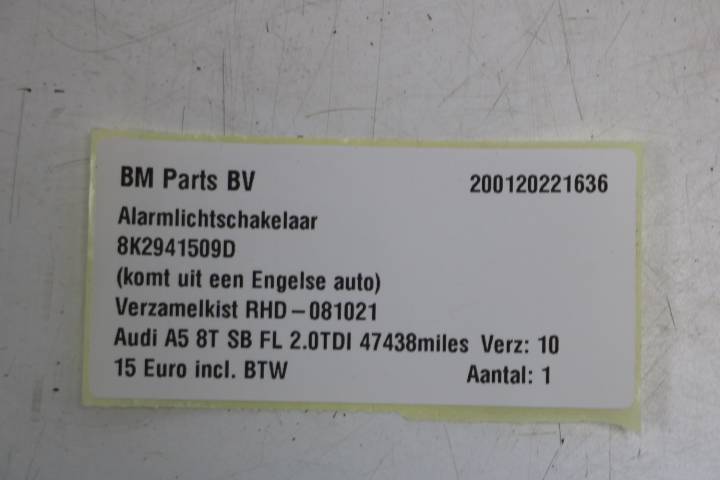 BM Parts BV 200120221636
Alarmlichtschakelaar
8K2941509D
(komt uit een Engelse auto)
Verzamelkist RHD-081021
Audi A5 8T SB FL 2.0TDI 47438miles Verz: 10
15 Euro incl. BTW Aantal: 1